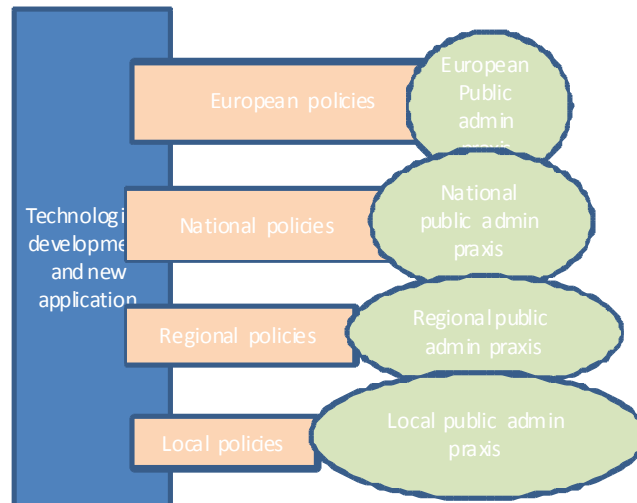 European policies
European
Public
admin
praxis
National policies
National
public admin
praxis
Technologi
developme
and new
application
Regional policies
Regional public
admin praxis
Local policies
Local public admin
praxis